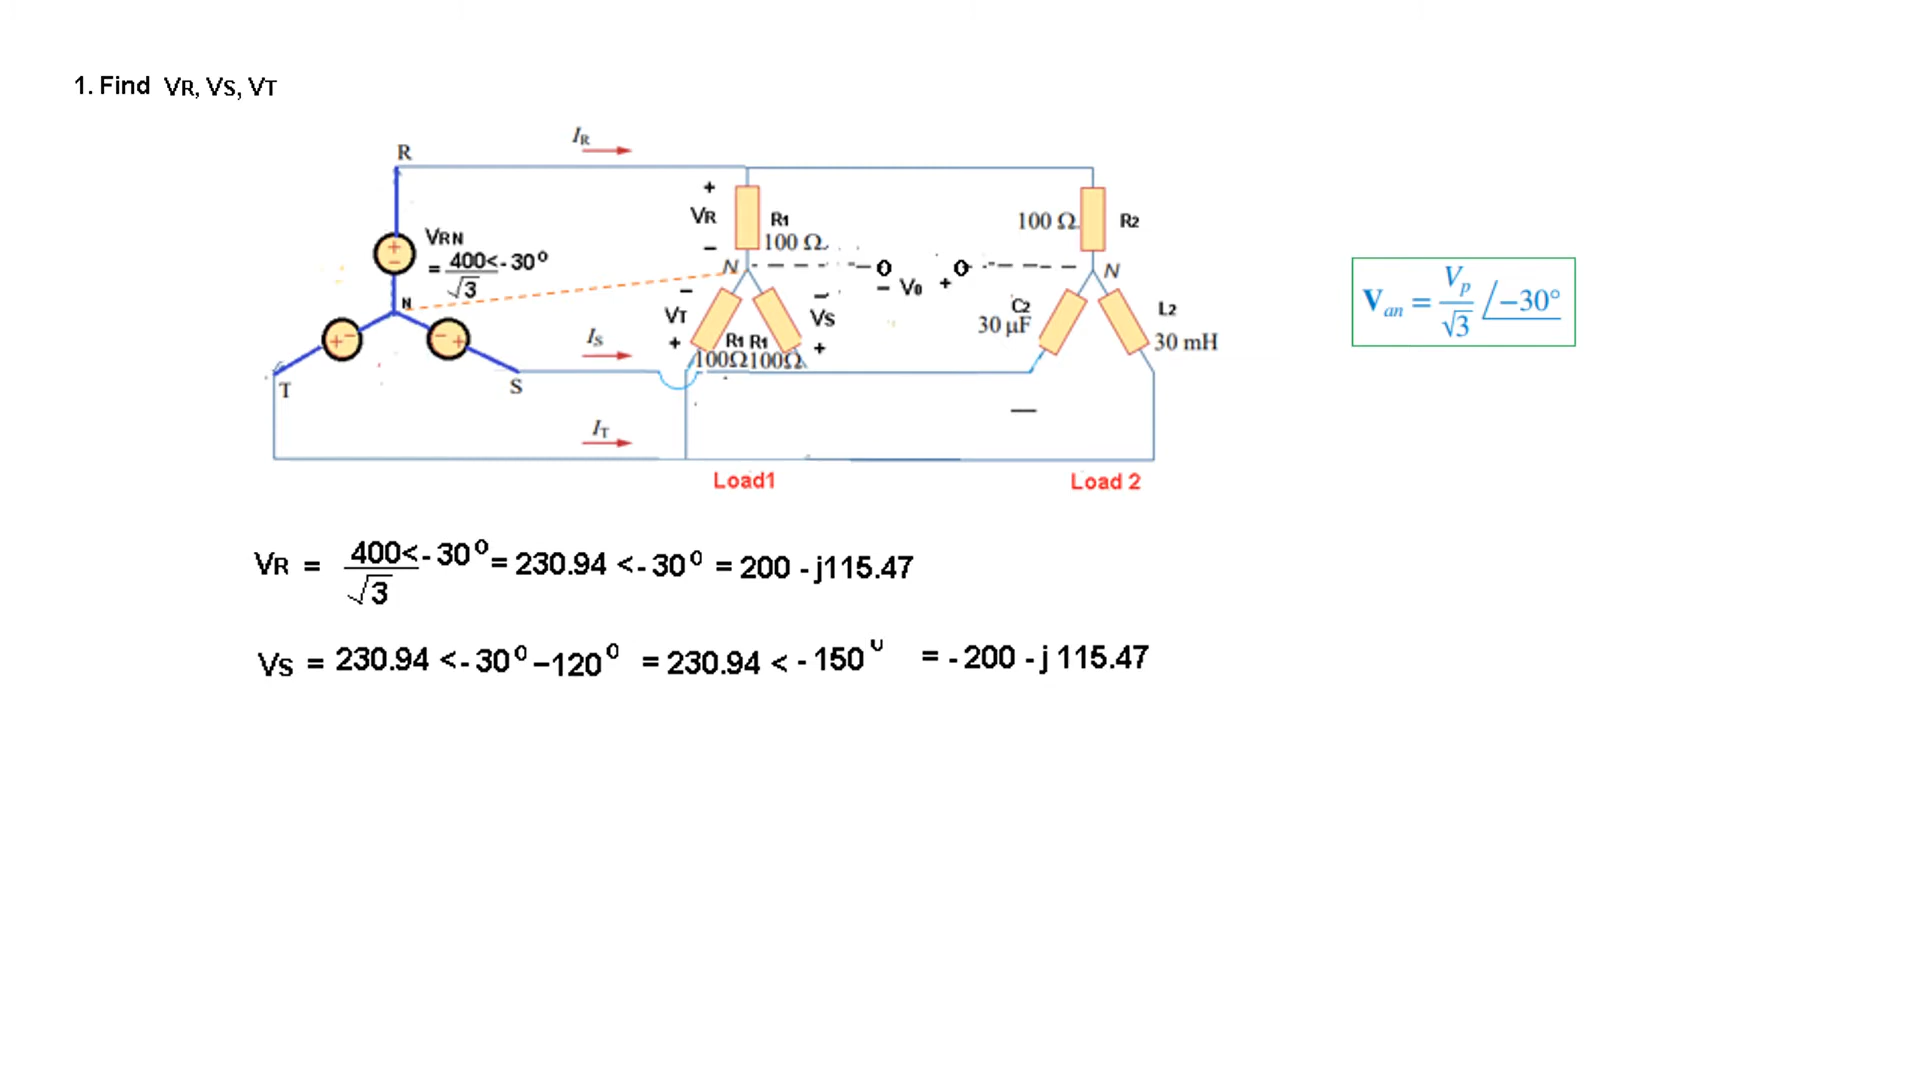 1. Find VR, VS, VT
IR
R
+
VR
−
R1
100 Ω
100 Ω
R2
VRN
= 400<-30⁰
√3
+
−
N
N
0
− V0 +
0
N
Van = Vp/√3 ∠−30°
−
VT
+
−
VS
+
C2
30 μF
L2
30 mH
R1 R1
100Ω100Ω
IS
+ −
− +
T
S
IT
Load1
Load 2
VR = 400<-30⁰/√3 = 230.94 <-30⁰ = 200 - j115.47
VS = 230.94 <-30⁰ −120⁰ = 230.94 < -150⁰ = -200 - j 115.47